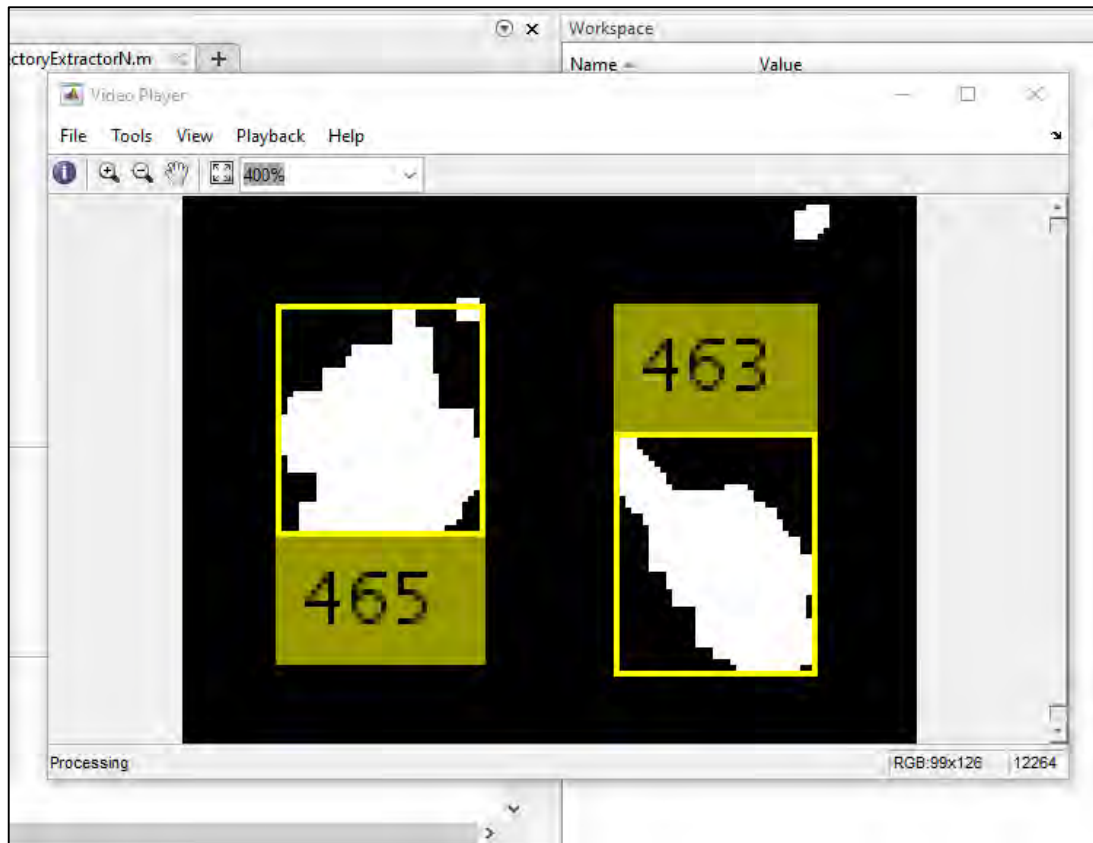 Workspace
ctoryExtractorN.m
Name Value
Video Player
File Tools View Playback Help
400%
463
465
Processing RGB:99x126 12264